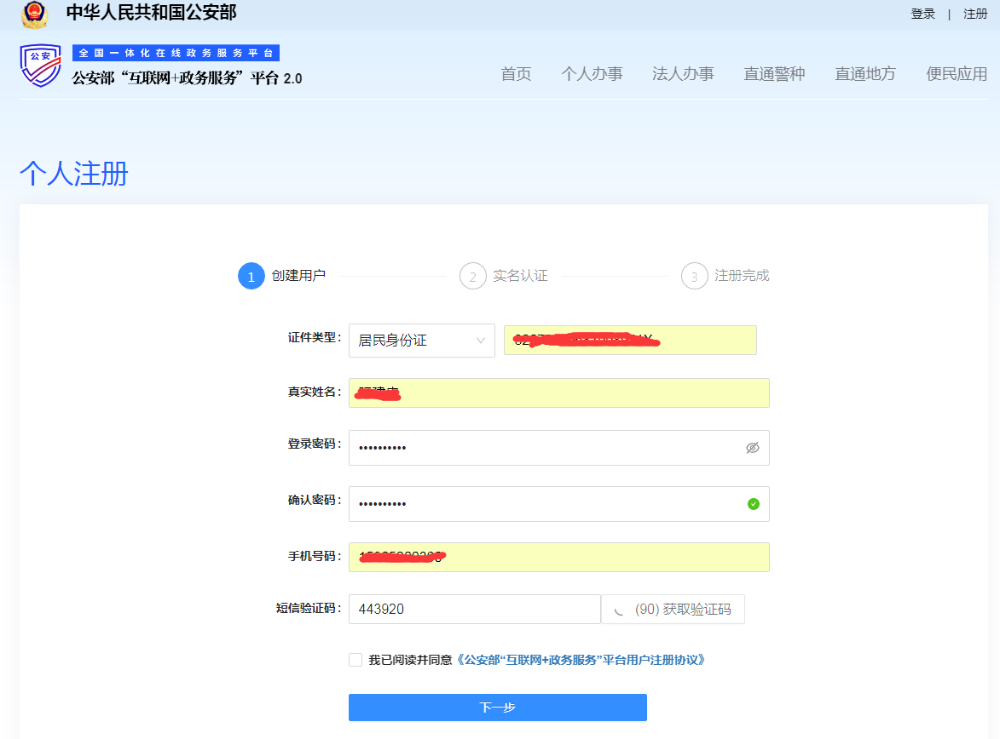 中华人民共和国公安部
登录 | 注册
公安
全国一体化在线政务服务平台
公安部“互联网+政务服务”平台 2.0
首页 个人办事 法人办事 直通警种 直通地方 便民应用
个人注册
1 创建用户 2 实名认证 3 注册完成
证件类型: 居民身份证
真实姓名:
登录密码: ••••••••••
确认密码: ••••••••••
手机号码:
短信验证码: 443920 (90) 获取验证码
我已阅读并同意《公安部“互联网+政务服务”平台用户注册协议》
下一步